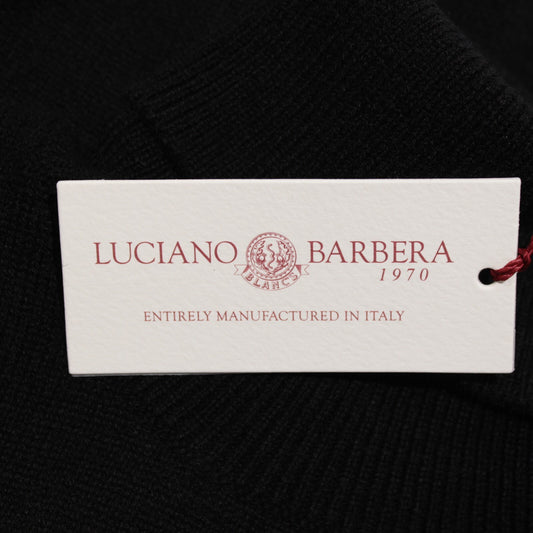 LUCIANO BARBERA
BLANCS
1970
ENTIRELY MANUFACTURED IN ITALY